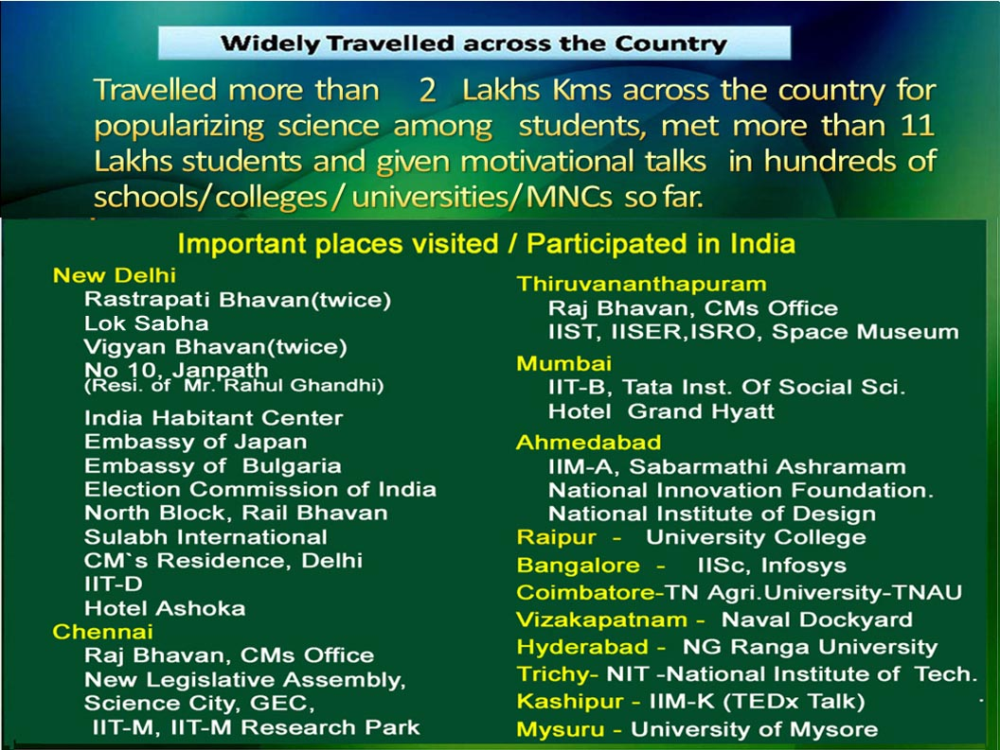 Widely Travelled across the Country
Travelled more than 2 Lakhs Kms across the country for
popularizing science among students, met more than 11
Lakhs students and given motivational talks in hundreds of
schools/colleges/ universities/MNCs so far.
Important places visited / Participated in India
New Delhi
Rastrapati Bhavan(twice)
Lok Sabha
Vigyan Bhavan(twice)
No 10, Janpath
(Resi. of Mr. Rahul Ghandhi)
India Habitant Center
Embassy of Japan
Embassy of Bulgaria
Election Commission of India
North Block, Rail Bhavan
Sulabh International
CM`s Residence, Delhi
IIT-D
Hotel Ashoka
Chennai
Raj Bhavan, CMs Office
New Legislative Assembly,
Science City, GEC,
IIT-M, IIT-M Research Park
Thiruvananthapuram
Raj Bhavan, CMs Office
IIST, IISER,ISRO, Space Museum
Mumbai
IIT-B, Tata Inst. Of Social Sci.
Hotel Grand Hyatt
Ahmedabad
IIM-A, Sabarmathi Ashramam
National Innovation Foundation.
National Institute of Design
Raipur - University College
Bangalore - IISc, Infosys
Coimbatore-TN Agri.University-TNAU
Vizakapatnam - Naval Dockyard
Hyderabad - NG Ranga University
Trichy- NIT -National Institute of Tech.
Kashipur - IIM-K (TEDx Talk)
Mysuru - University of Mysore